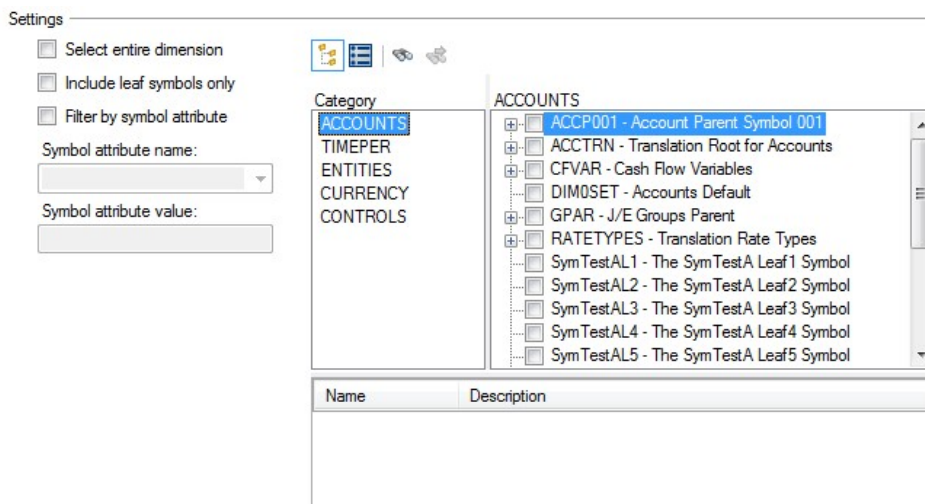 Settings
Select entire dimension
Include leaf symbols only
Filter by symbol attribute
Symbol attribute name:
Symbol attribute value:
Category
ACCOUNTS
TIMEPER
ENTITIES
CURRENCY
CONTROLS
ACCOUNTS
ACCP001 - Account Parent Symbol 001
ACCTRN - Translation Root for Accounts
CFVAR - Cash Flow Variables
DIM0SET - Accounts Default
GPAR - J/E Groups Parent
RATETYPES - Translation Rate Types
SymTestAL1 - The SymTestA Leaf1 Symbol
SymTestAL2 - The SymTestA Leaf2 Symbol
SymTestAL3 - The SymTestA Leaf3 Symbol
SymTestAL4 - The SymTestA Leaf4 Symbol
SymTestAL5 - The SymTestA Leaf5 Symbol
Name Description